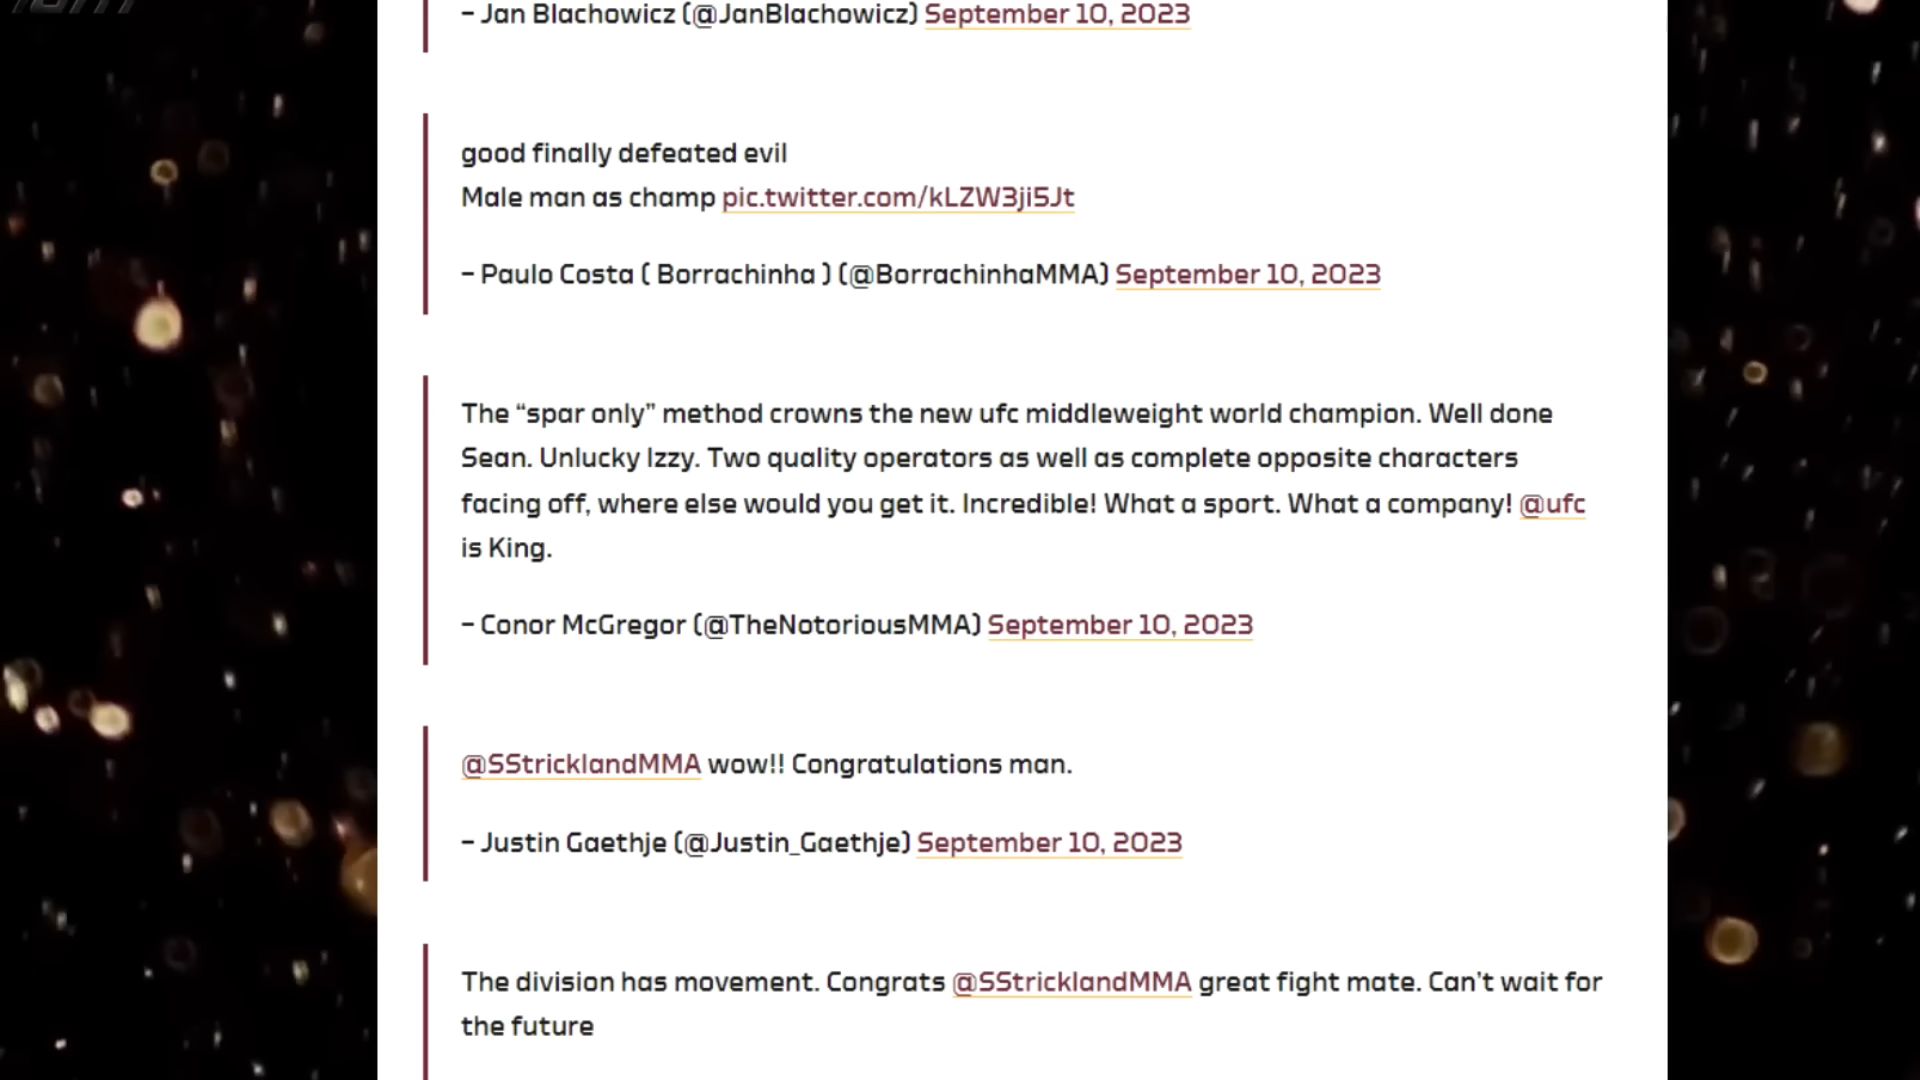 – Jan Blachowicz (@JanBlachowicz) September 10, 2023
good finally defeated evil
Male man as champ pic.twitter.com/kLZW3ji5Jt
– Paulo Costa ( Borrachinha ) (@BorrachinhaMMA) September 10, 2023
The “spar only” method crowns the new ufc middleweight world champion. Well done
Sean. Unlucky Izzy. Two quality operators as well as complete opposite characters
facing off, where else would you get it. Incredible! What a sport. What a company! @ufc
is King.
– Conor McGregor (@TheNotoriousMMA) September 10, 2023
@SStricklandMMA wow!! Congratulations man.
– Justin Gaethje (@Justin_Gaethje) September 10, 2023
The division has movement. Congrats @SStricklandMMA great fight mate. Can’t wait for
the future